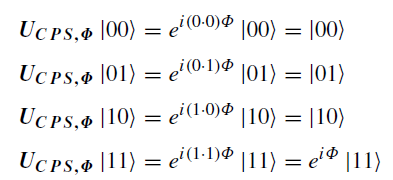 U_{CPS,Φ} |00⟩ = e^{i(0·0)Φ} |00⟩ = |00⟩
U_{CPS,Φ} |01⟩ = e^{i(0·1)Φ} |01⟩ = |01⟩
U_{CPS,Φ} |10⟩ = e^{i(1·0)Φ} |10⟩ = |10⟩
U_{CPS,Φ} |11⟩ = e^{i(1·1)Φ} |11⟩ = e^{iΦ} |11⟩